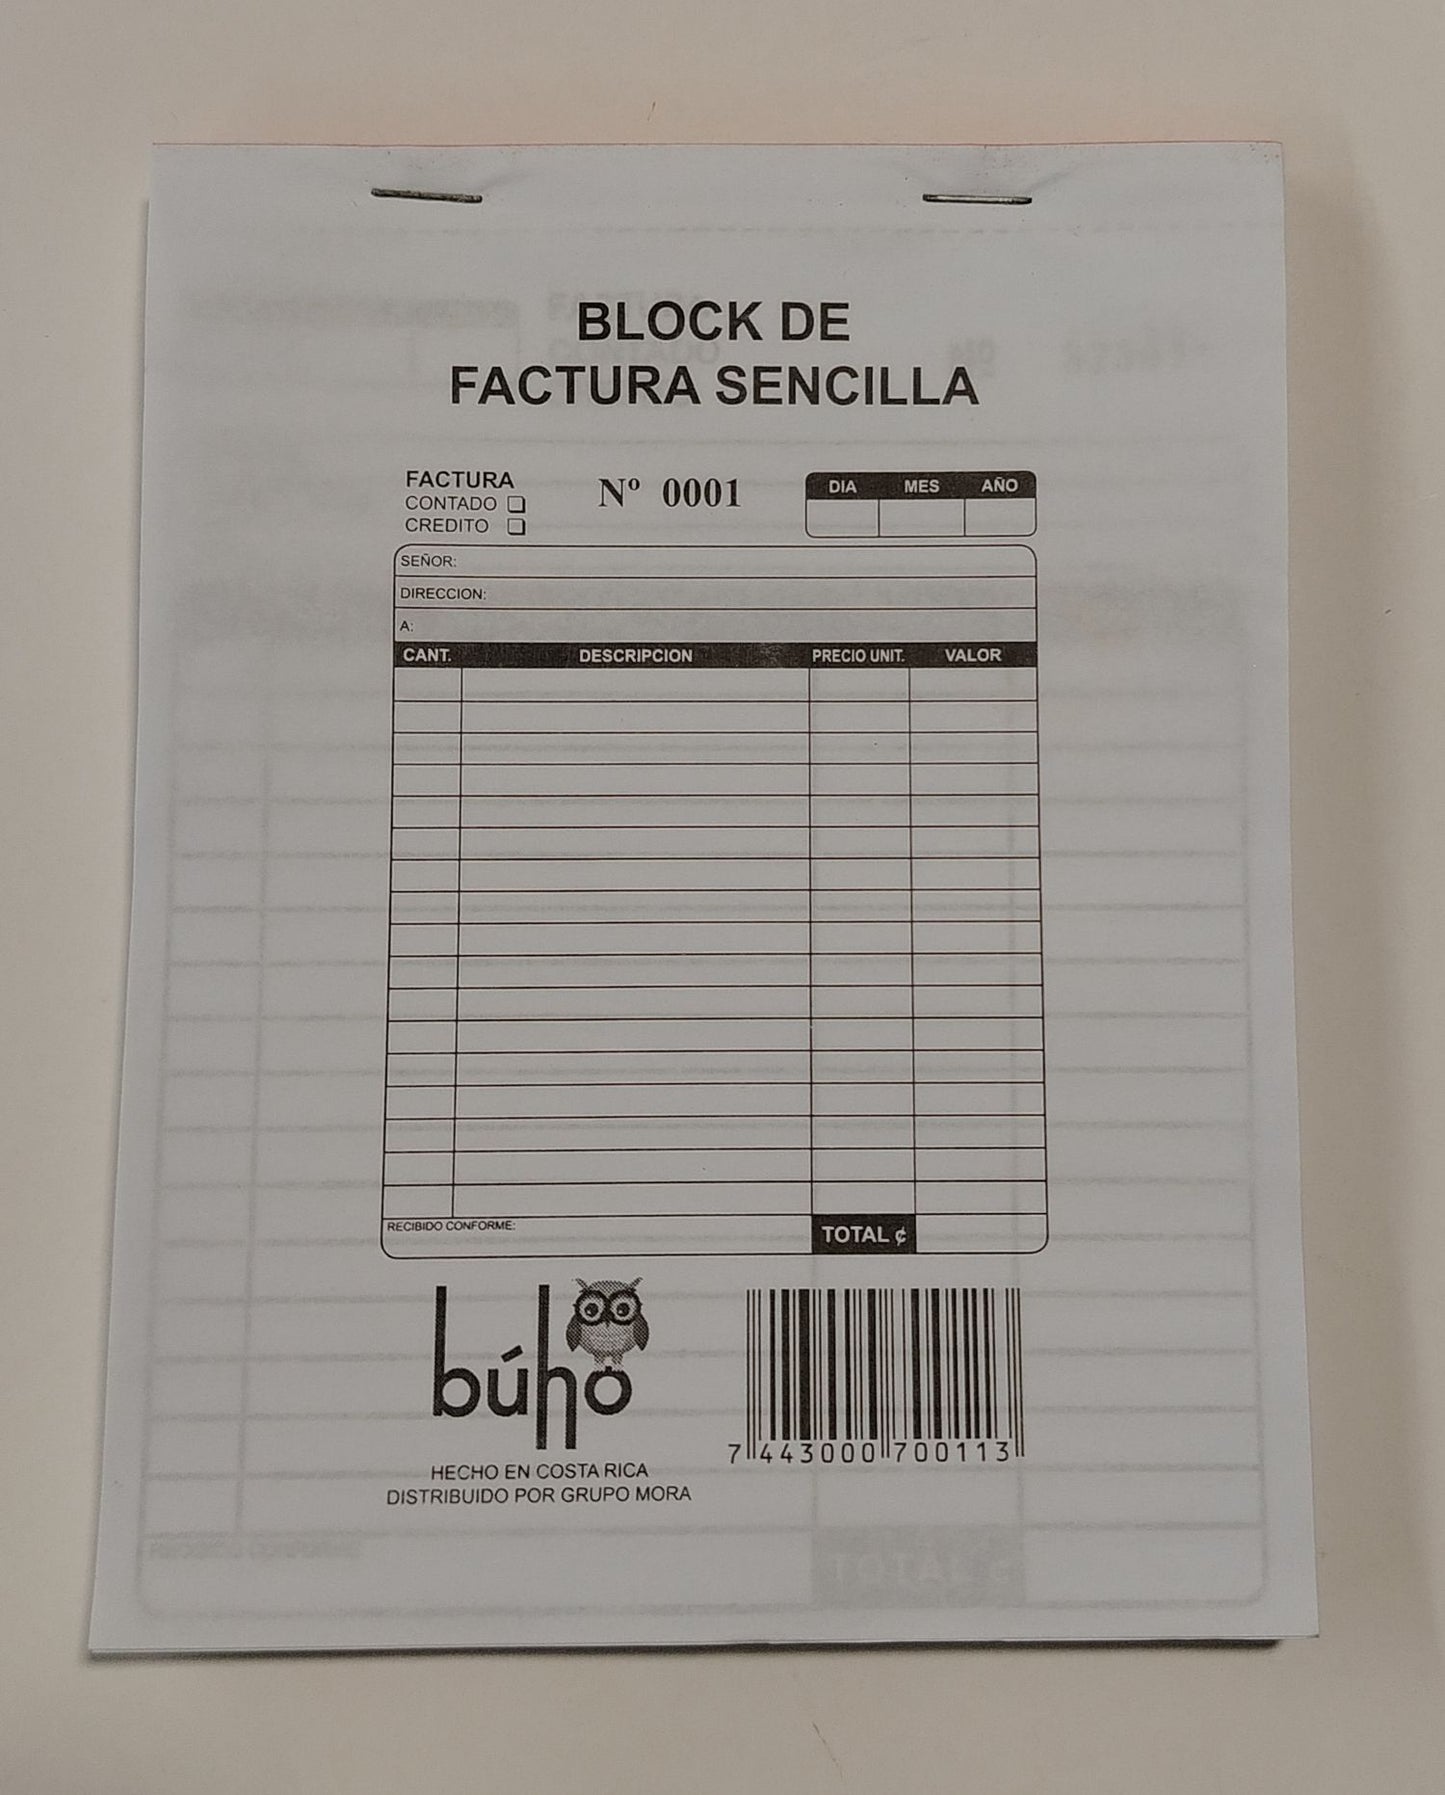 BLOCK DE
FACTURA SENCILLA
FACTURA
CONTADO
CREDITO
Nº 0001
DIA MES AÑO
SEÑOR:
DIRECCION:
A:
CANT. DESCRIPCION PRECIO UNIT. VALOR
RECIBIDO CONFORME:
TOTAL ¢
búho
HECHO EN COSTA RICA
DISTRIBUIDO POR GRUPO MORA
7 443000 700113